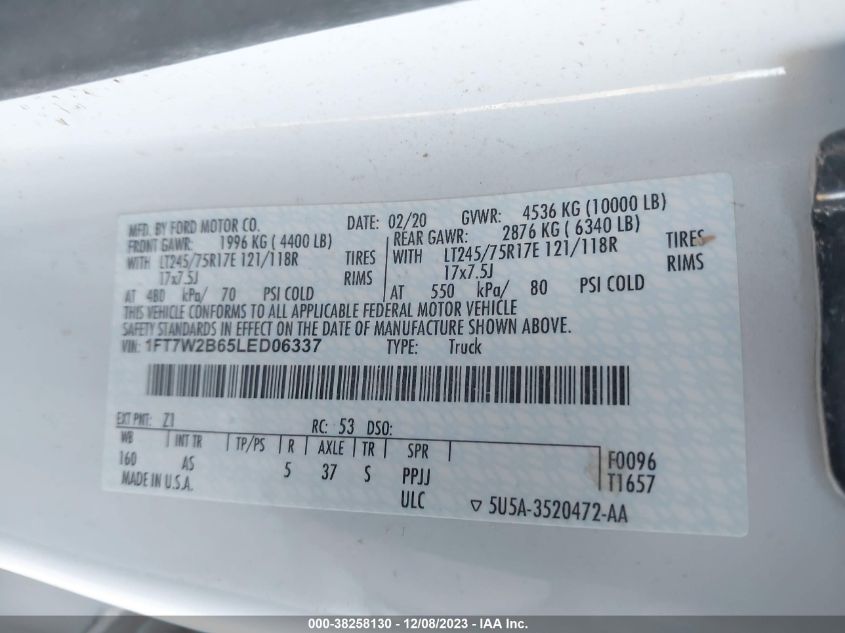 MFD. BY FORD MOTOR CO. DATE: 02/20 GVWR: 4536 KG (10000 LB)
FRONT GAWR: 1996 KG ( 4400 LB) REAR GAWR: 2876 KG ( 6340 LB)
WITH LT245/75R17E 121/118R TIRES WITH LT245/75R17E 121/118R TIRES
17x7.5J RIMS 17x7.5J RIMS
AT 480 kPa/ 70 PSI COLD AT 550 kPa/ 80 PSI COLD
THIS VEHICLE CONFORMS TO ALL APPLICABLE FEDERAL MOTOR VEHICLE
SAFETY STANDARDS IN EFFECT ON THE DATE OF MANUFACTURE SHOWN ABOVE.
VIN: 1FT7W2B65LED06337 TYPE: Truck
EXT PNT: Z1 RC: 53 DSO:
WB INT TR TP/PS R AXLE TR SPR F0096
160 AS 5 37 S PPJJ T1657
MADE IN U.S.A. ULC 5U5A-3520472-AA
000-38258130 - 12/08/2023 - IAA Inc.